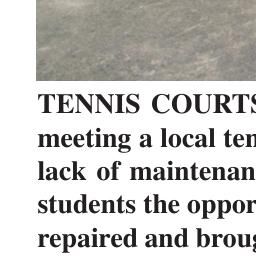 TENNIS COURTS
meeting a local ten
lack of maintenan
students the oppor
repaired and broug